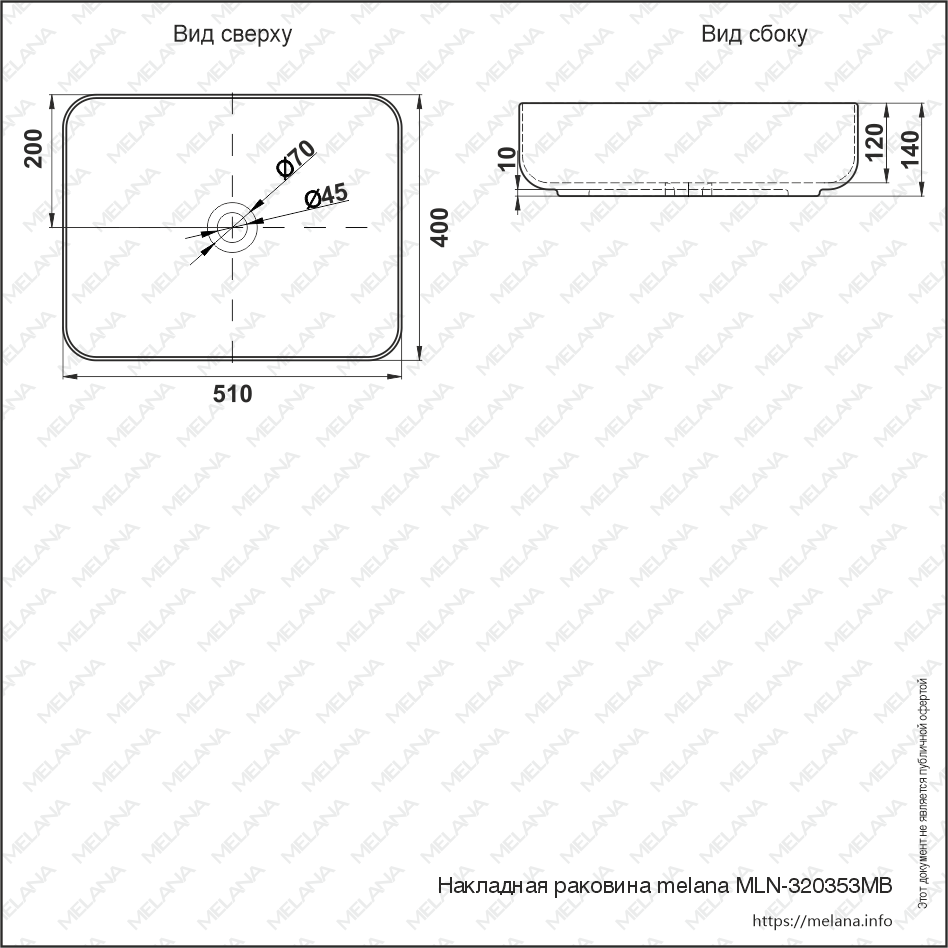 Вид сверху
Вид сбоку
200
Ø70
Ø45
400
510
10
120
140
Этот документ не является публичной офертой
Накладная раковина melana MLN-320353MB
https://melana.info
MELANA